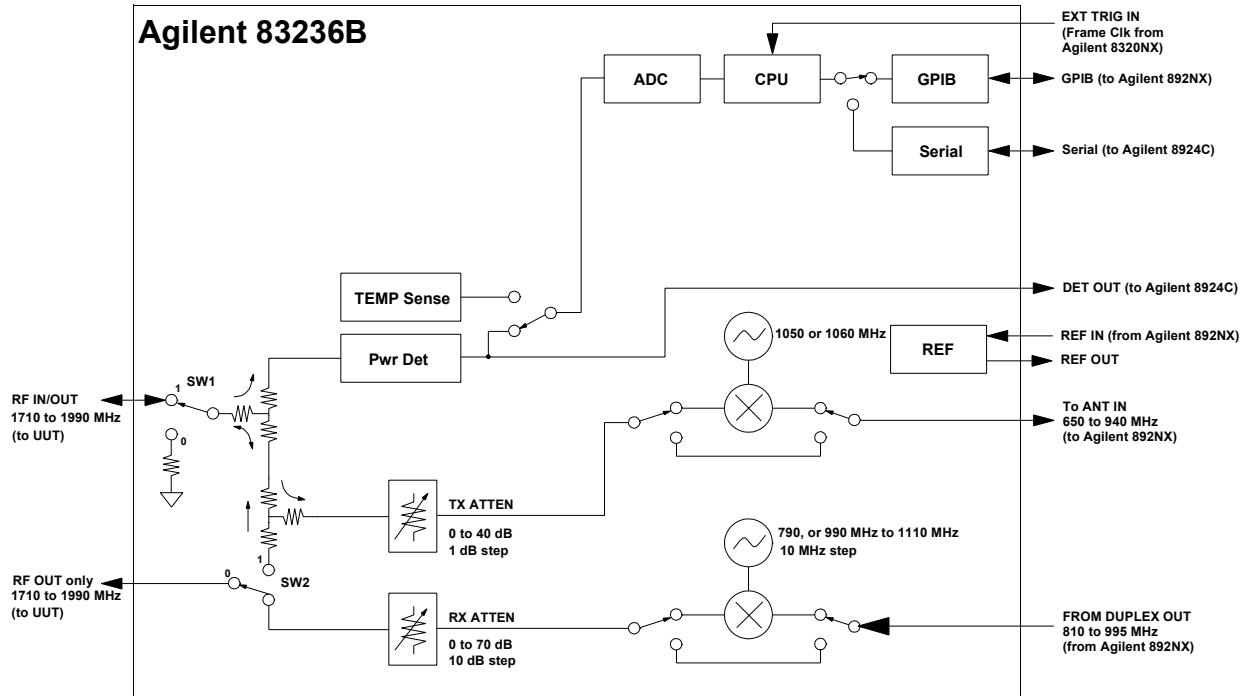 Agilent 83236B
EXT TRIG IN
(Frame Clk from
Agilent 8320NX)
ADC
CPU
GPIB
GPIB (to Agilent 892NX)
Serial
Serial (to Agilent 8924C)
TEMP Sense
DET OUT (to Agilent 8924C)
Pwr Det
1050 or 1060 MHz
REF
REF IN (from Agilent 892NX)
REF OUT
RF IN/OUT
1710 to 1990 MHz
(to UUT)
1
SW1
0
To ANT IN
650 to 940 MHz
(to Agilent 892NX)
TX ATTEN
0 to 40 dB
1 dB step
790, or 990 MHz to 1110 MHz
10 MHz step
RF OUT only
1710 to 1990 MHz
(to UUT)
1
0
SW2
RX ATTEN
0 to 70 dB
10 dB step
FROM DUPLEX OUT
810 to 995 MHz
(from Agilent 892NX)